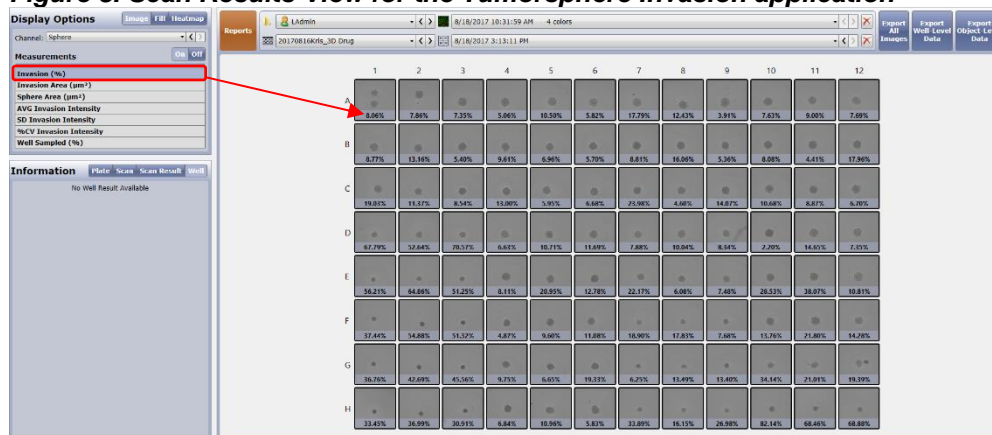 Figure 3. Scan Results View for the Tumorsphere Invasion application
Display Options Image Fill Heatmap
Channel: Sphere
Measurements On Off
Invasion (%)
Invasion Area (µm²)
Sphere Area (µm²)
AVG Invasion Intensity
SD Invasion Intensity
%CV Invasion Intensity
Well Sampled (%)
Information Plate Scan Scan Result Well
No Well Result Available
Reports
LAdmin 8/18/2017 10:31:59 AM 4 colors
20170816Kris_3D Drug 8/18/2017 3:13:11 PM
Export All Images
Export Well-Level Data
Export Object-Le Data
1 2 3 4 5 6 7 8 9 10 11 12
A
8.06% 7.86% 7.35% 5.06% 10.50% 5.82% 17.79% 12.43% 3.91% 7.63% 9.00% 7.69%
B
8.77% 13.16% 5.40% 9.61% 6.96% 5.70% 8.81% 16.06% 5.36% 8.08% 4.41% 17.96%
C
19.03% 11.37% 8.54% 13.00% 5.95% 6.68% 23.98% 4.60% 14.07% 10.68% 8.87% 6.70%
D
67.79% 52.64% 70.57% 6.63% 10.71% 11.69% 7.88% 10.04% 8.34% 2.20% 14.65% 7.35%
E
56.21% 64.86% 51.25% 8.11% 20.95% 12.78% 22.17% 6.08% 7.48% 20.53% 38.07% 10.81%
F
37.44% 54.88% 51.32% 4.87% 9.60% 11.08% 18.90% 17.83% 7.68% 13.76% 21.80% 14.28%
G
36.76% 42.69% 45.56% 9.75% 6.65% 19.33% 6.25% 13.49% 13.40% 34.14% 21.01% 19.39%
H
33.45% 36.99% 30.91% 6.84% 10.96% 5.83% 33.89% 16.15% 26.98% 82.14% 68.46% 68.88%